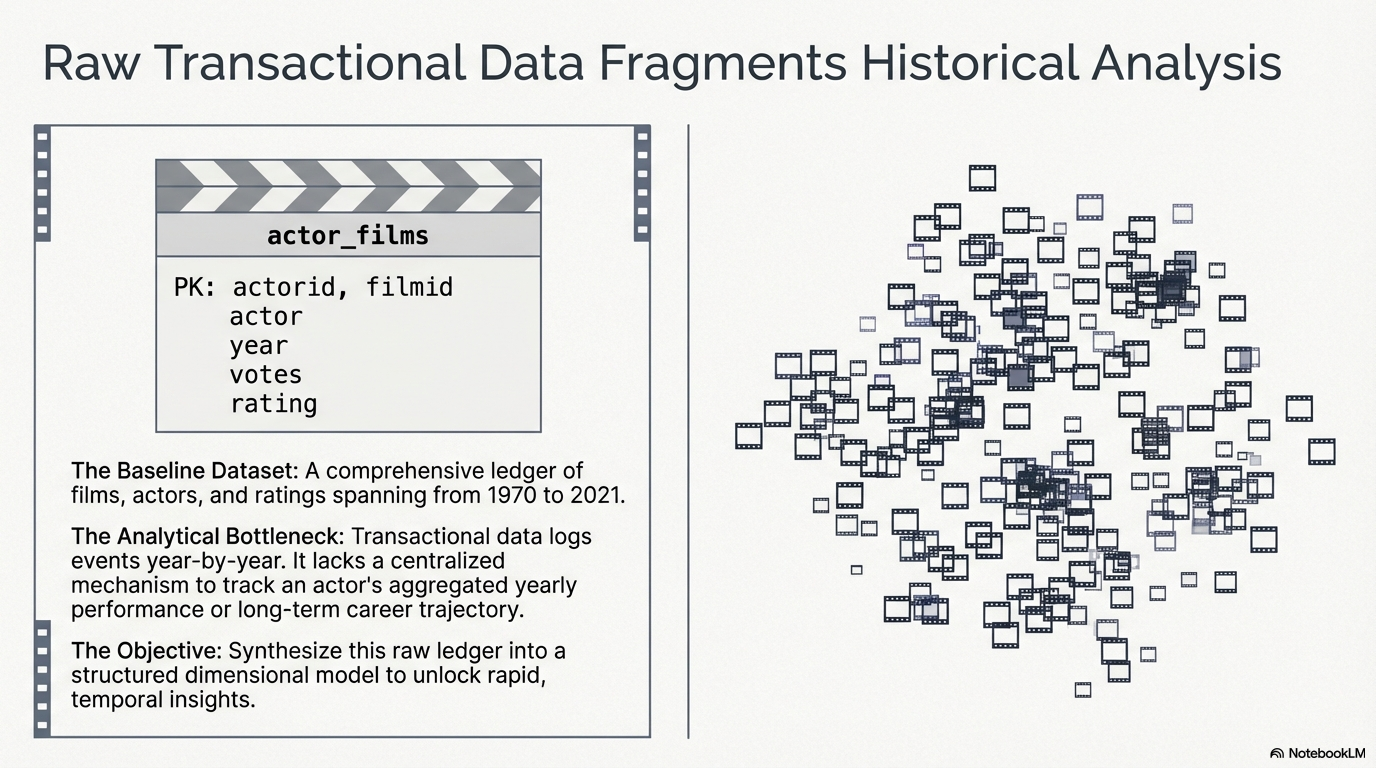 Raw Transactional Data Fragments Historical Analysis
actor_films
PK: actorid, filmid
actor
year
votes
rating
The Baseline Dataset: A comprehensive ledger of
films, actors, and ratings spanning from 1970 to 2021.
The Analytical Bottleneck: Transactional data logs
events year-by-year. It lacks a centralized
mechanism to track an actor's aggregated yearly
performance or long-term career trajectory.
The Objective: Synthesize this raw ledger into a
structured dimensional model to unlock rapid,
temporal insights.
NotebookLM